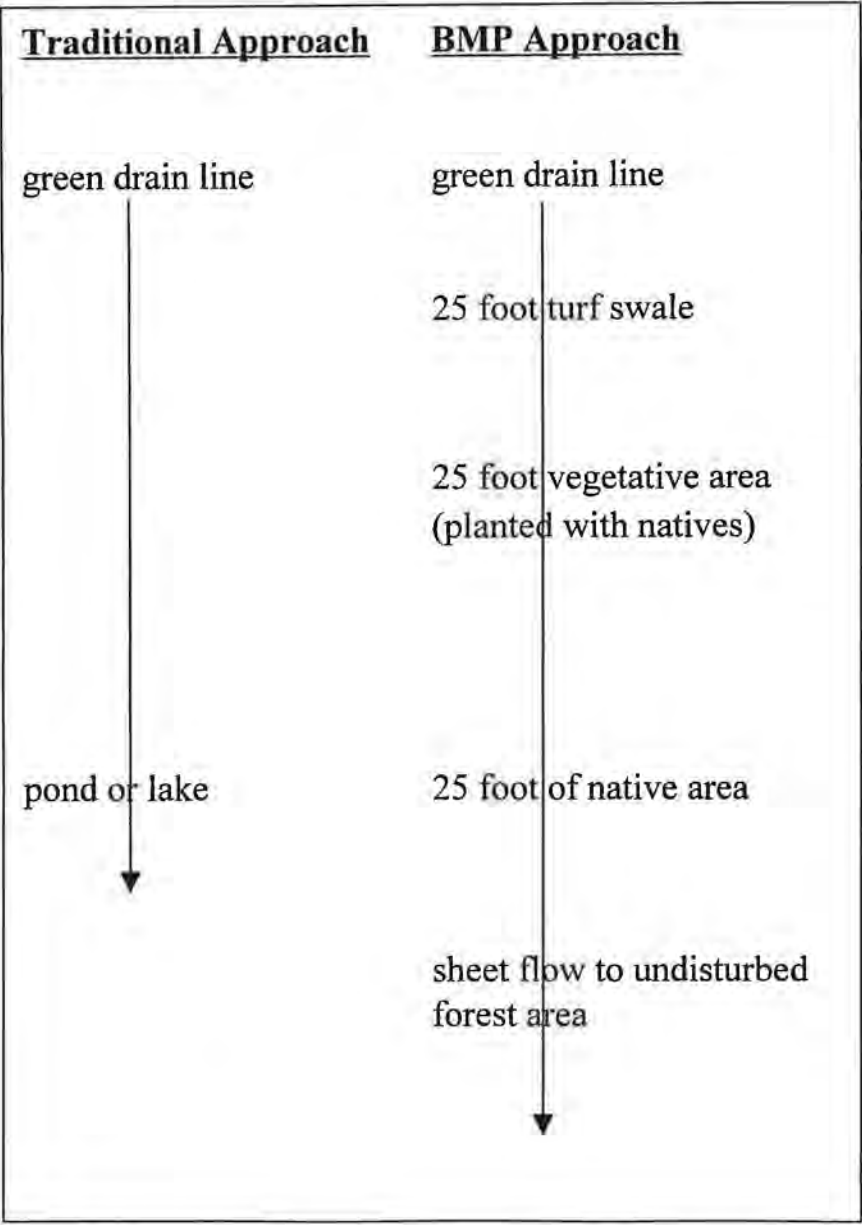 Traditional Approach
green drain line
pond or lake
BMP Approach
green drain line
25 foot turf swale
25 foot vegetative area
(planted with natives)
25 foot of native area
sheet flow to undisturbed
forest area